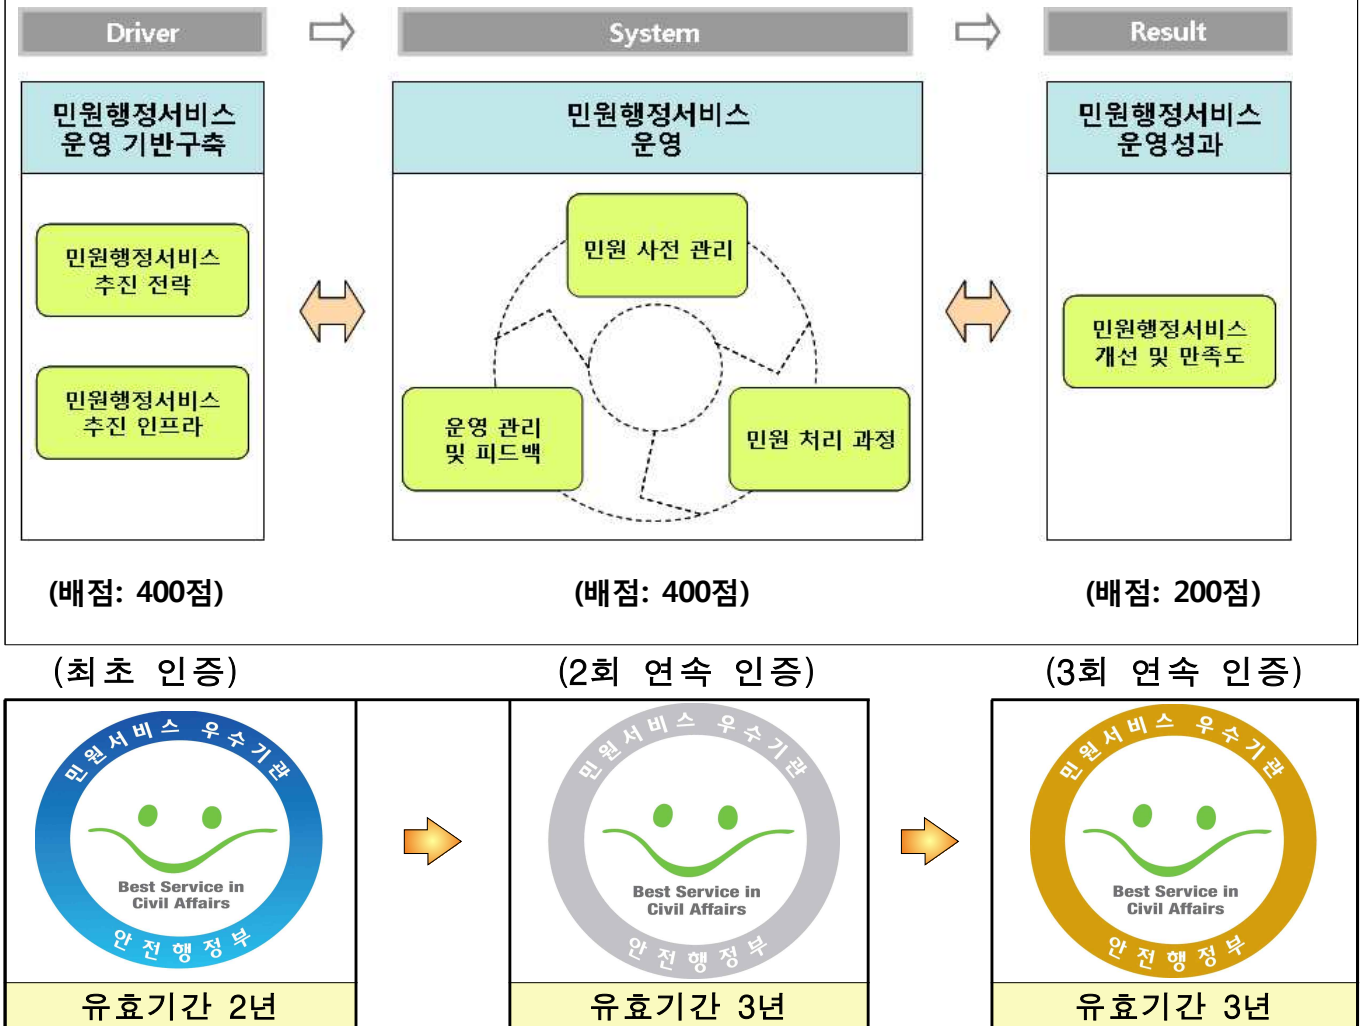 Driver
System
Result
민원행정서비스
운영 기반구축
민원행정서비스
운영
민원행정서비스
운영성과
민원행정서비스
추진 전략
민원행정서비스
추진 인프라
민원 사전 관리
운영 관리
및 피드백
민원 처리 과정
민원행정서비스
개선 및 만족도
(배점: 400점)
(배점: 400점)
(배점: 200점)
(최초 인증)
(2회 연속 인증)
(3회 연속 인증)
민원서비스 우수기관
Best Service in
Civil Affairs
안전행정부
민원서비스 우수기관
Best Service in
Civil Affairs
안전행정부
민원서비스 우수기관
Best Service in
Civil Affairs
안전행정부
유효기간 2년
유효기간 3년
유효기간 3년